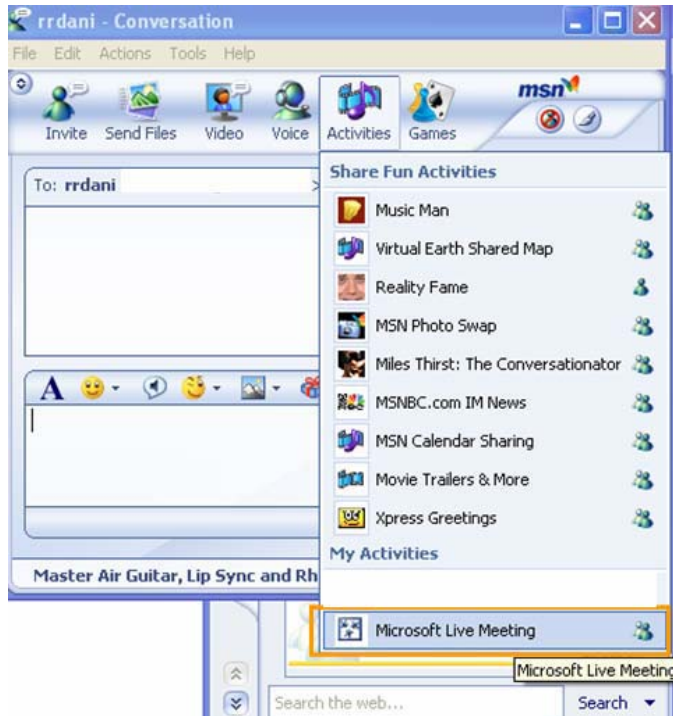 rrdani - Conversation
File Edit Actions Tools Help
msn
Invite Send Files Video Voice Activities Games
To: rrdani >
Share Fun Activities
Music Man
Virtual Earth Shared Map
Reality Fame
MSN Photo Swap
Miles Thirst: The Conversationator
MSNBC.com IM News
MSN Calendar Sharing
Movie Trailers & More
Xpress Greetings
My Activities
A
Master Air Guitar, Lip Sync and Rh
Microsoft Live Meeting
Microsoft Live Meeting
Search the web... Search